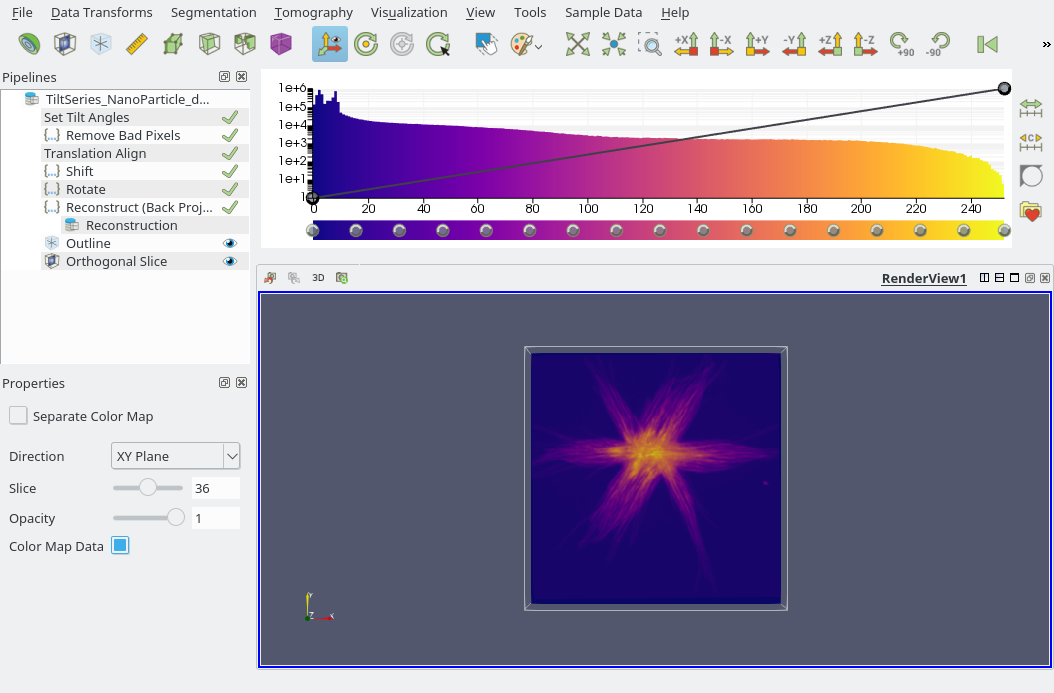 File Data Transforms Segmentation Tomography Visualization View Tools Sample Data Help
+X -X +Y -Y +Z -Z +90 -90 »
Pipelines
TiltSeries_NanoParticle_d...
Set Tilt Angles
{...} Remove Bad Pixels
Translation Align
{...} Shift
{...} Rotate
{...} Reconstruct (Back Proj...
Reconstruction
Outline
Orthogonal Slice
1e+6
1e+5
1e+4
1e+3
1e+2
1e+1
1
0 20 40 60 80 100 120 140 160 180 200 220 240
C
3D
RenderView1
Properties
Separate Color Map
Direction XY Plane
Slice 36
Opacity 1
Color Map Data
Y
Z X